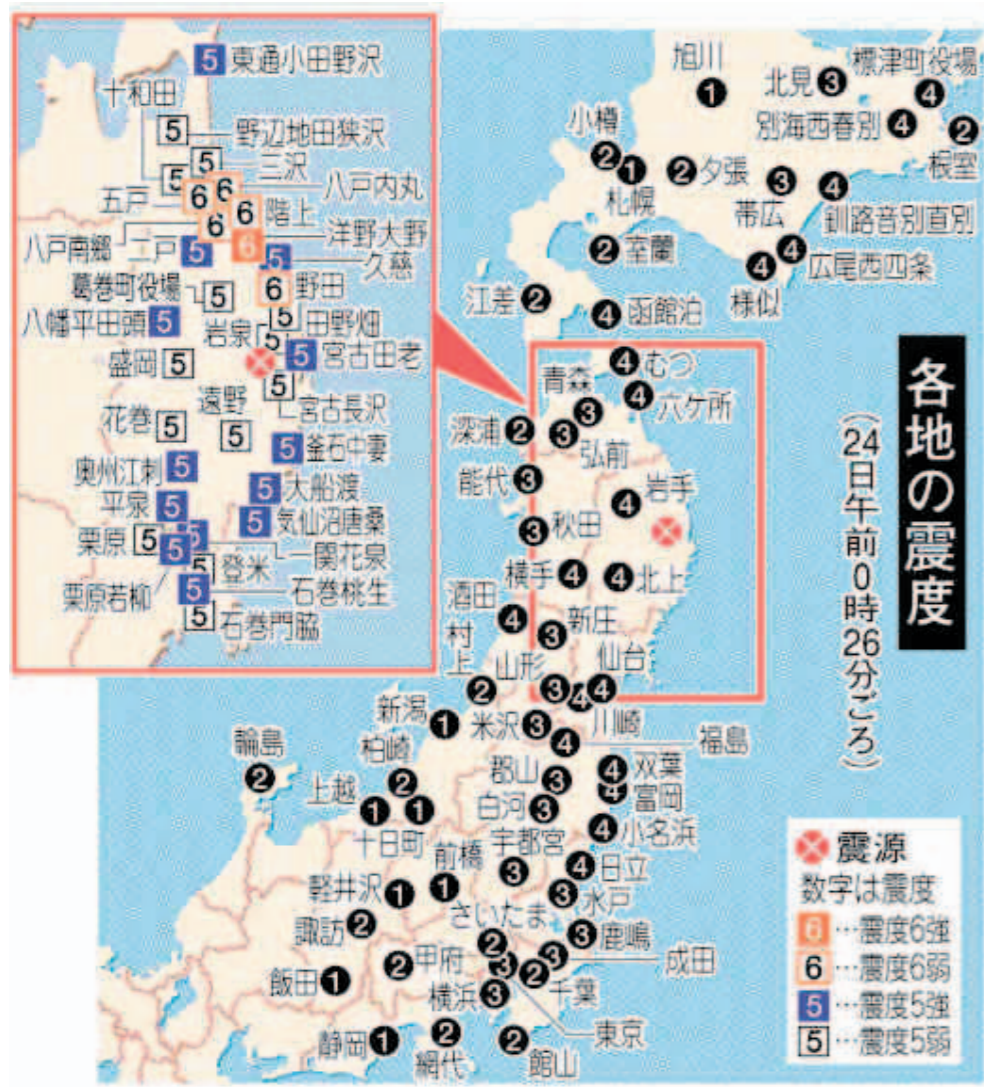 各地の震度
(24日午前0時26分ごろ)
5 東通小田野沢
十和田
5 野辺地田狭沢
5 三沢
5
6 6 八戸内丸
五戸
6 階上
6
八戸南郷
二戸 5
6 洋野大野
5 久慈
葛巻町役場 5
6 野田
八幡平田頭 5
5 田野畑
岩泉 5
5 宮古田老
盛岡 5
5 宮古長沢
遠野 5
花巻 5
5 釜石中妻
奥州江刺 5
5 大船渡
平泉 5
5 気仙沼唐桑
栗原 5
5 一関花泉
栗原若柳 5
5 登米
5 石巻桃生
5 石巻門脇
旭川 1
北見 3
標津町役場 4
別海西春別 4
根室 2
小樽 2
札幌 1
2 夕張
帯広 3
釧路音別直別 4
室蘭 2
広尾西四条 4
様似 4
江差 2
4 函館泊
4 むつ
青森 3
4 六ケ所
深浦 2
3 弘前
能代 3
岩手 4
3 秋田
横手 4
4 北上
酒田 4
3 新庄
村上 2
山形 3
仙台 4
4 川崎
新潟 1
米沢 3
4 福島
輪島 2
柏崎 2
郡山 3
4 双葉
4 富岡
上越 1
十日町 1
白河 3
4 小名浜
宇都宮 3
前橋 1
4 日立
軽井沢 1
3 水戸
諏訪 2
さいたま 2
3 鹿嶋
甲府 2
3 成田
飯田 1
2 千葉
横浜 3
3 東京
静岡 1
2 網代
2 館山
震源
数字は震度
6…震度6強
6…震度6弱
5…震度5強
5…震度5弱